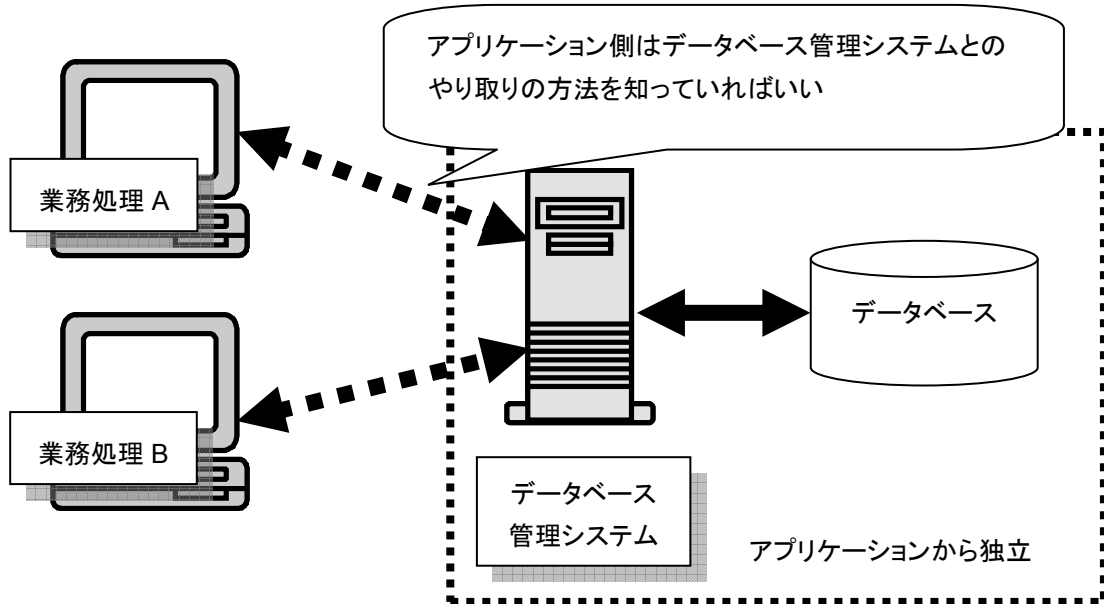 アプリケーション側はデータベース管理システムとの
やり取りの方法を知っていればいい
業務処理 A
データベース
業務処理 B
データベース
管理システム
アプリケーションから独立